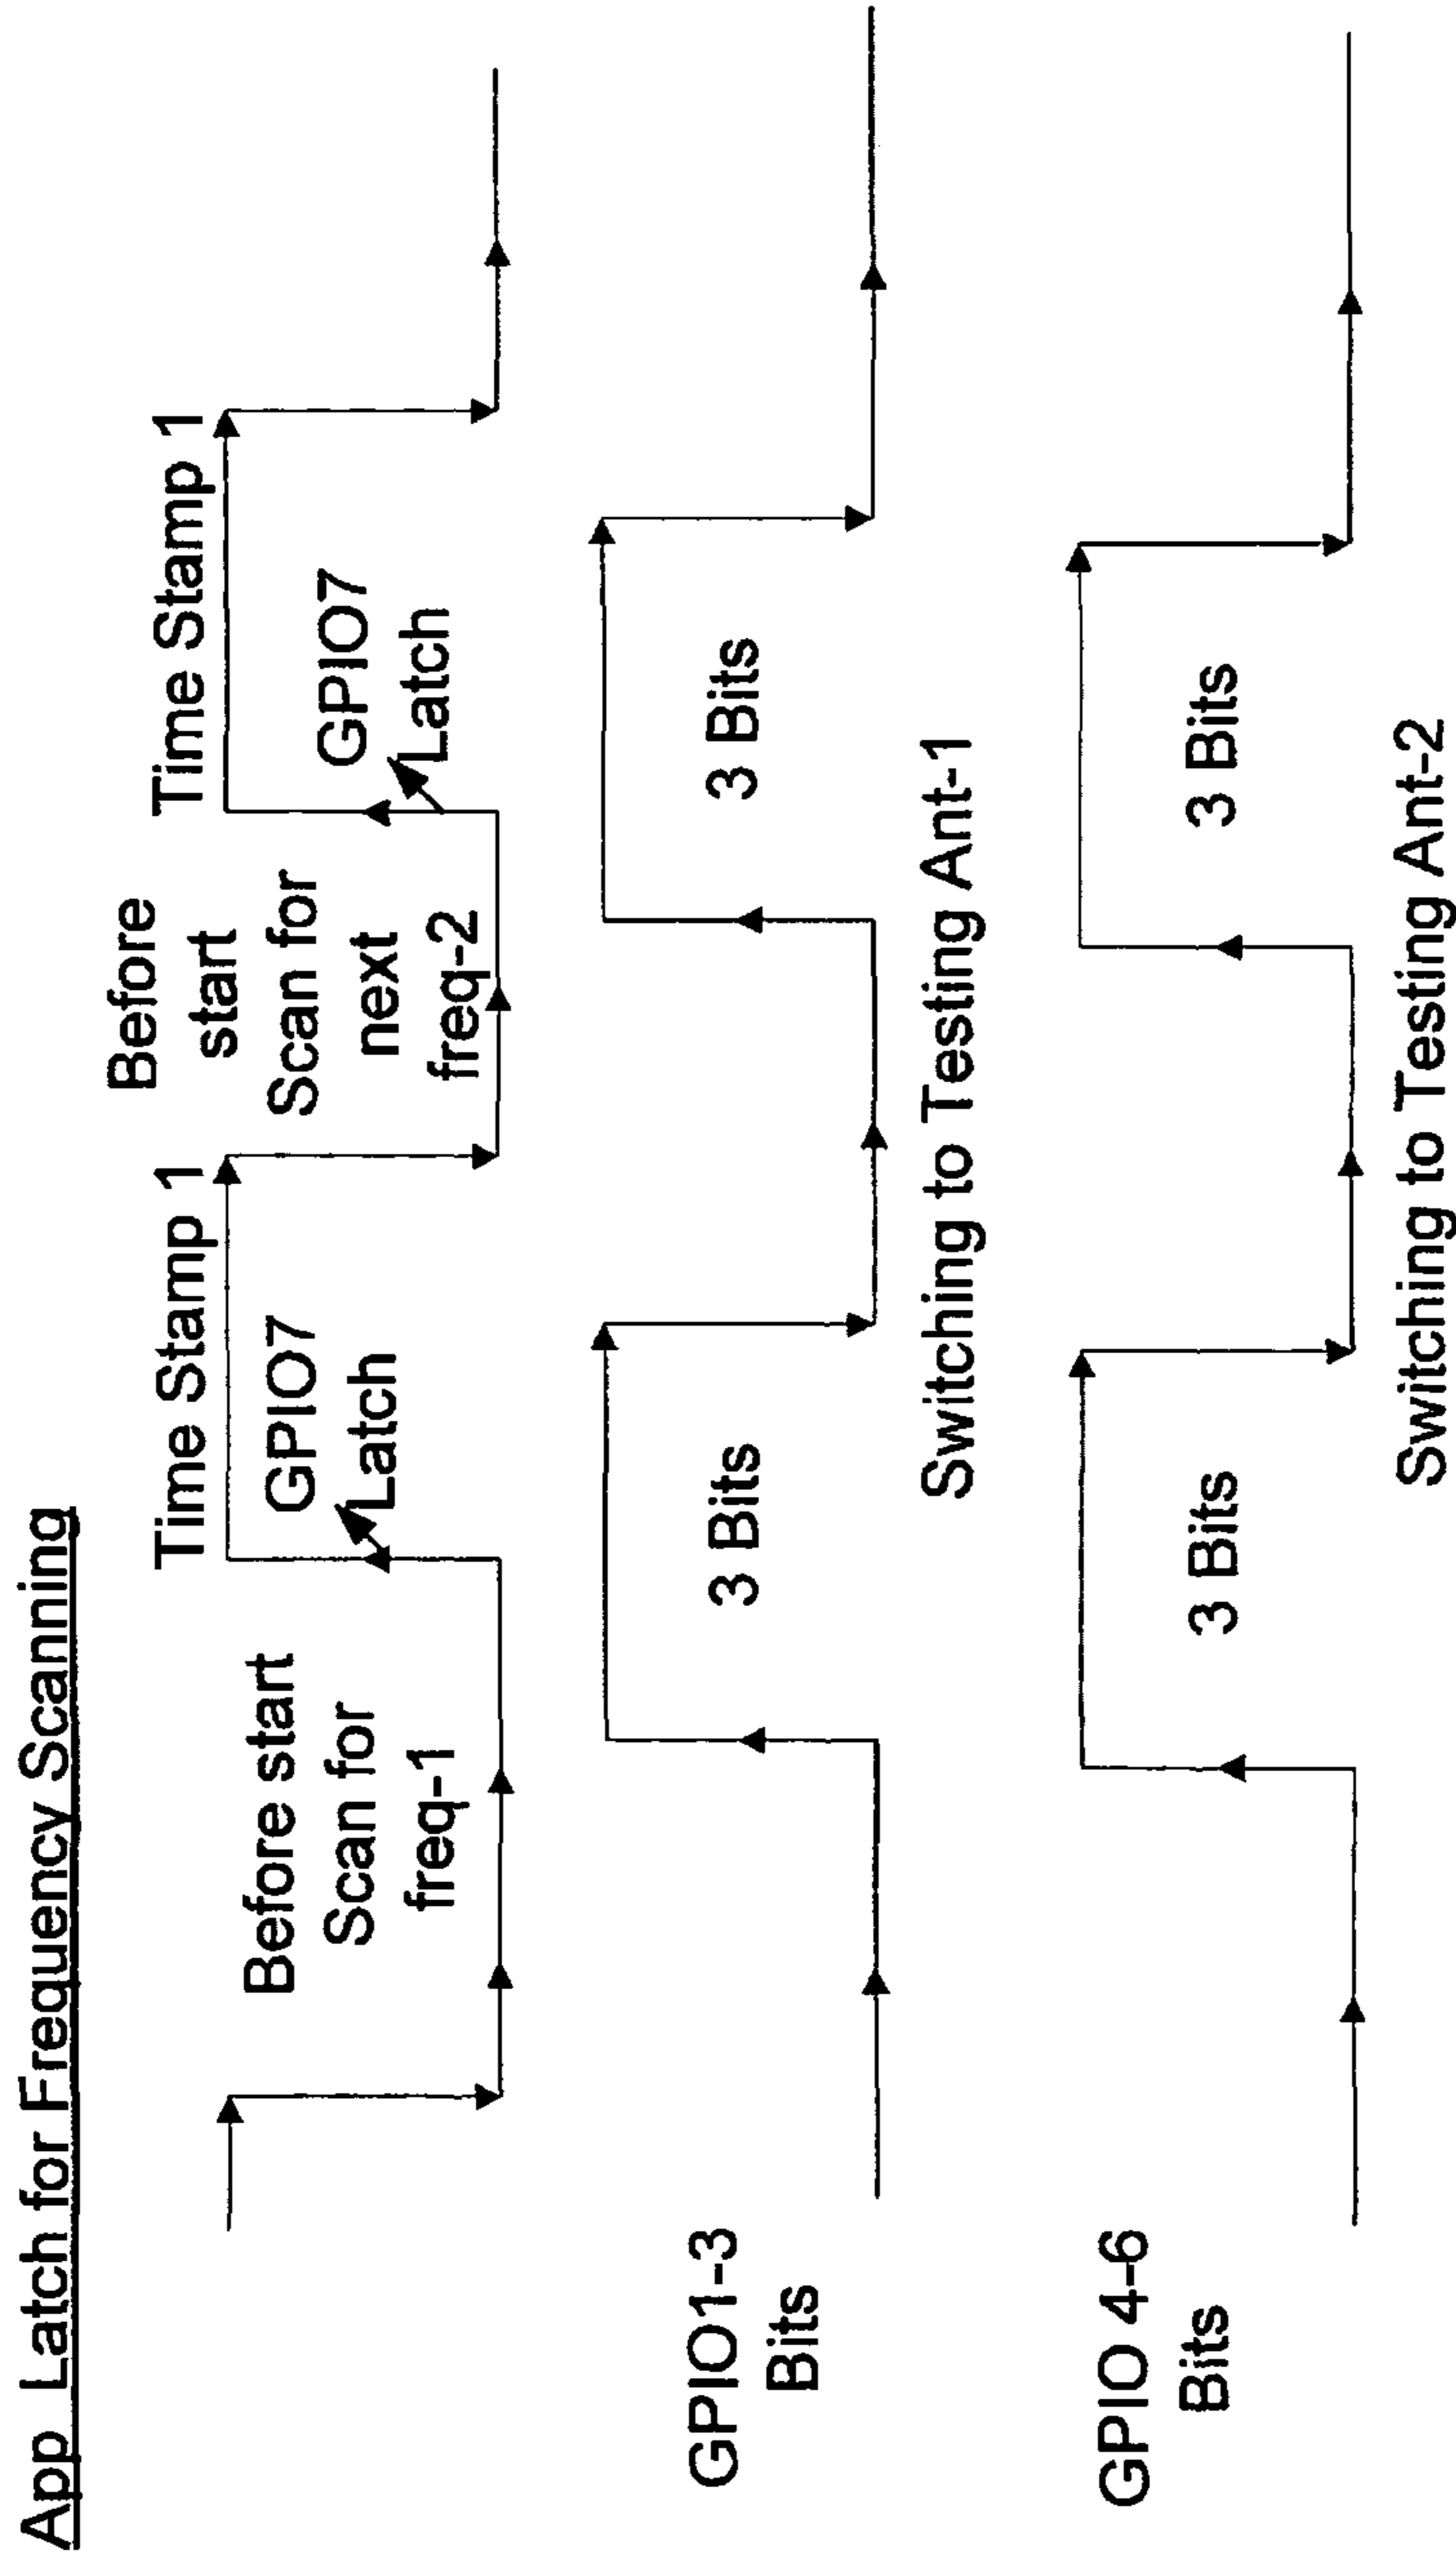 App Latch for Frequency Scanning
Before start
Scan for
freq-1
Time Stamp 1
GPIO7
Latch
Before
start
Scan for
next
freq-2
Time Stamp 1
GPIO7
Latch
GPIO1-3
Bits
3 Bits
3 Bits
Switching to Testing Ant-1
GPIO 4-6
Bits
3 Bits
3 Bits
Switching to Testing Ant-2